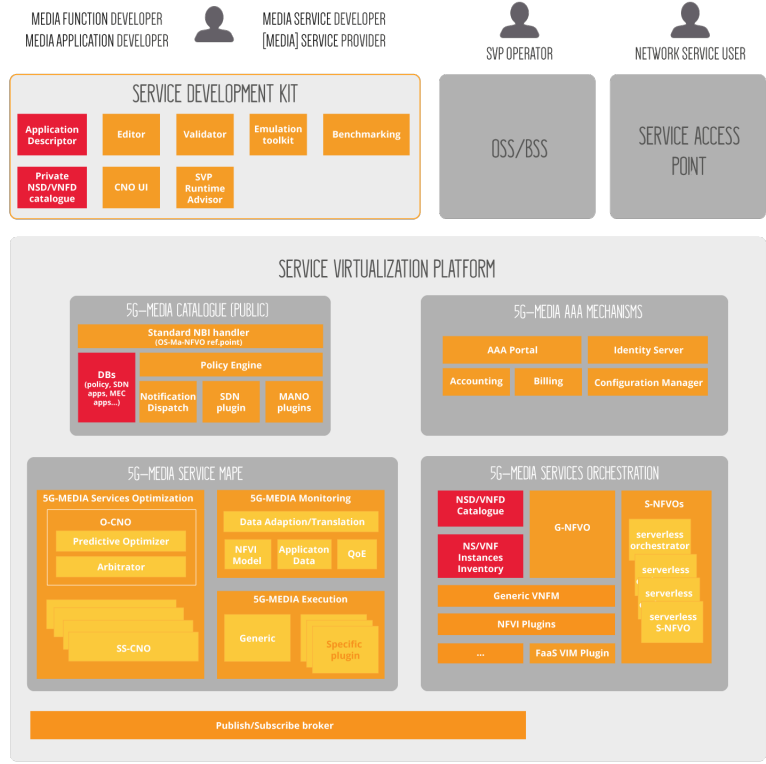 MEDIA FUNCTION DEVELOPER
MEDIA APPLICATION DEVELOPER
MEDIA SERVICE DEVELOPER
[MEDIA] SERVICE PROVIDER
SVP OPERATOR
NETWORK SERVICE USER
SERVICE DEVELOPMENT KIT
Application
Descriptor
Editor
Validator
Emulation
toolkit
Benchmarking
Private
NSD/VNFD
catalogue
CNO UI
SVP
Runtime
Advisor
OSS/BSS
SERVICE ACCESS
POINT
SERVICE VIRTUALIZATION PLATFORM
5G-MEDIA CATALOGUE (PUBLIC)
Standard NBI handler
(OS-Ma-NFVO ref.point)
DBs
(policy, SDN
apps, MEC
apps...)
Policy Engine
Notification
Dispatch
SDN
plugin
MANO
plugins
5G-MEDIA AAA MECHANISMS
AAA Portal
Identity Server
Accounting
Billing
Configuration Manager
5G-MEDIA SERVICE MAPE
5G-MEDIA Services Optimization
O-CNO
Predictive Optimizer
Arbitrator
SS-CNO
5G-MEDIA Monitoring
Data Adaption/Translation
NFVI
Model
Applicaton
Data
QoE
5G-MEDIA Execution
Generic
Specific
plugin
5G-MEDIA SERVICES ORCHESTRATION
NSD/VNFD
Catalogue
NS/VNF
Instances
Inventory
G-NFVO
Generic VNFM
NFVI Plugins
...
FaaS VIM Plugin
S-NFVOs
serverless
orchestrator
serverless
serverless
serverless
S-NFVO
Publish/Subscribe broker